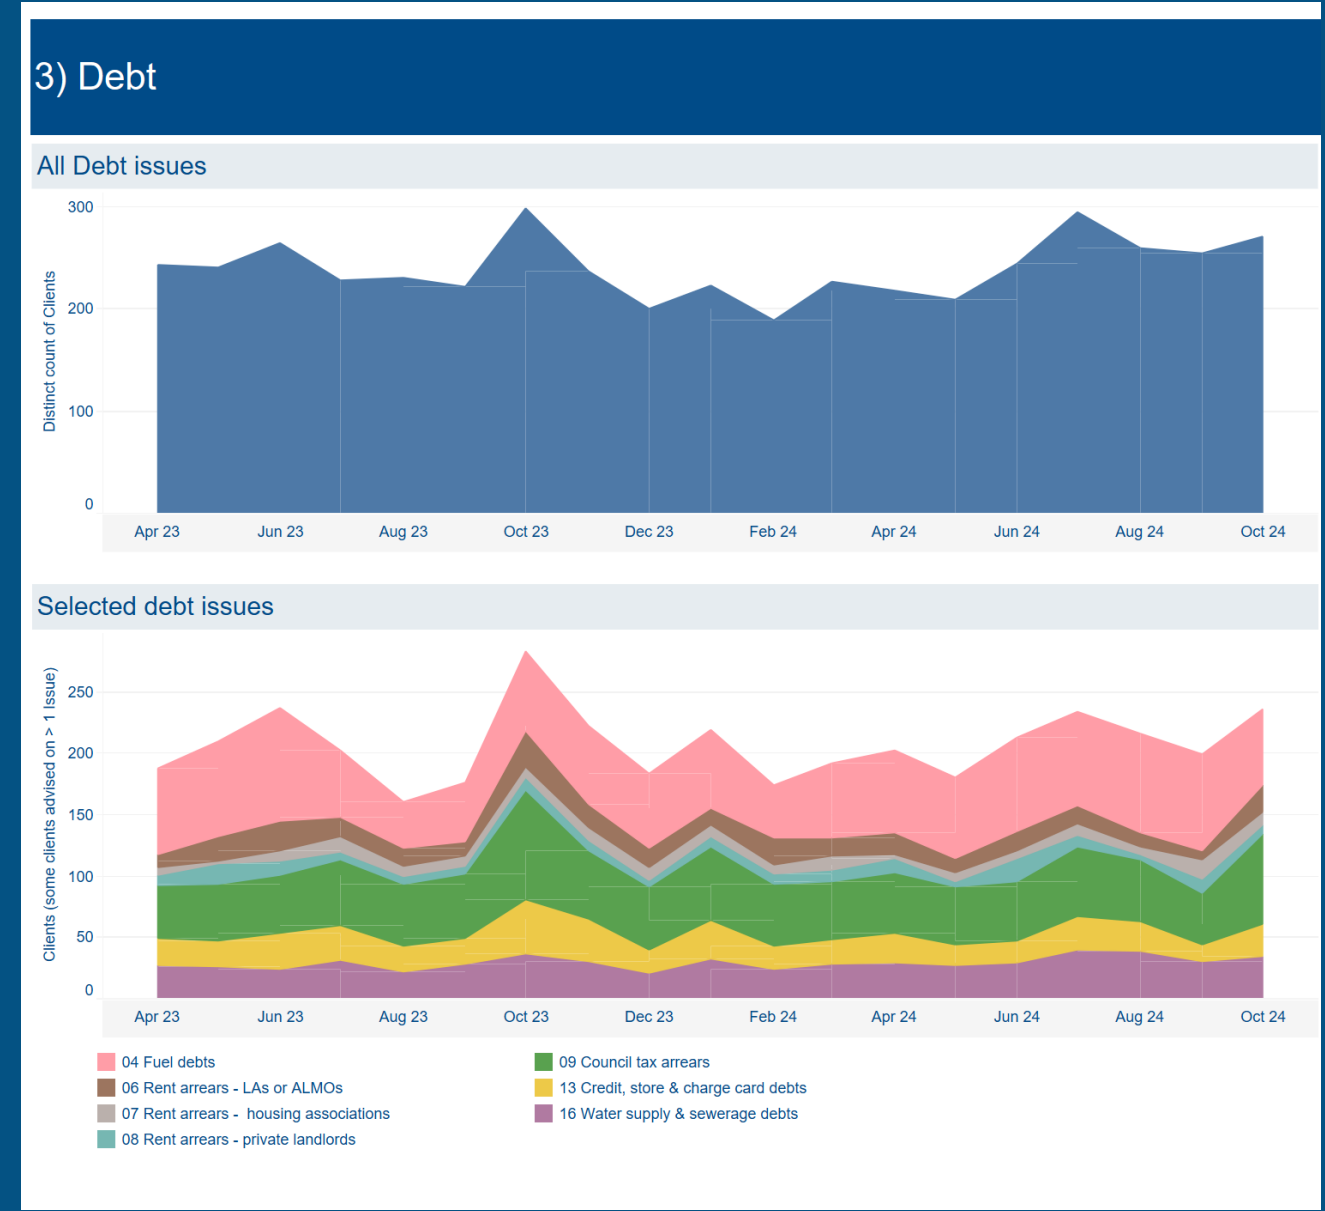 3) Debt
All Debt issues
300
200
100
0
Distinct count of Clients
Apr 23 Jun 23 Aug 23 Oct 23 Dec 23 Feb 24 Apr 24 Jun 24 Aug 24 Oct 24
Selected debt issues
250
200
150
100
50
0
Clients (some clients advised on > 1 Issue)
Apr 23 Jun 23 Aug 23 Oct 23 Dec 23 Feb 24 Apr 24 Jun 24 Aug 24 Oct 24
04 Fuel debts
06 Rent arrears - LAs or ALMOs
07 Rent arrears - housing associations
08 Rent arrears - private landlords
09 Council tax arrears
13 Credit, store & charge card debts
16 Water supply & sewerage debts